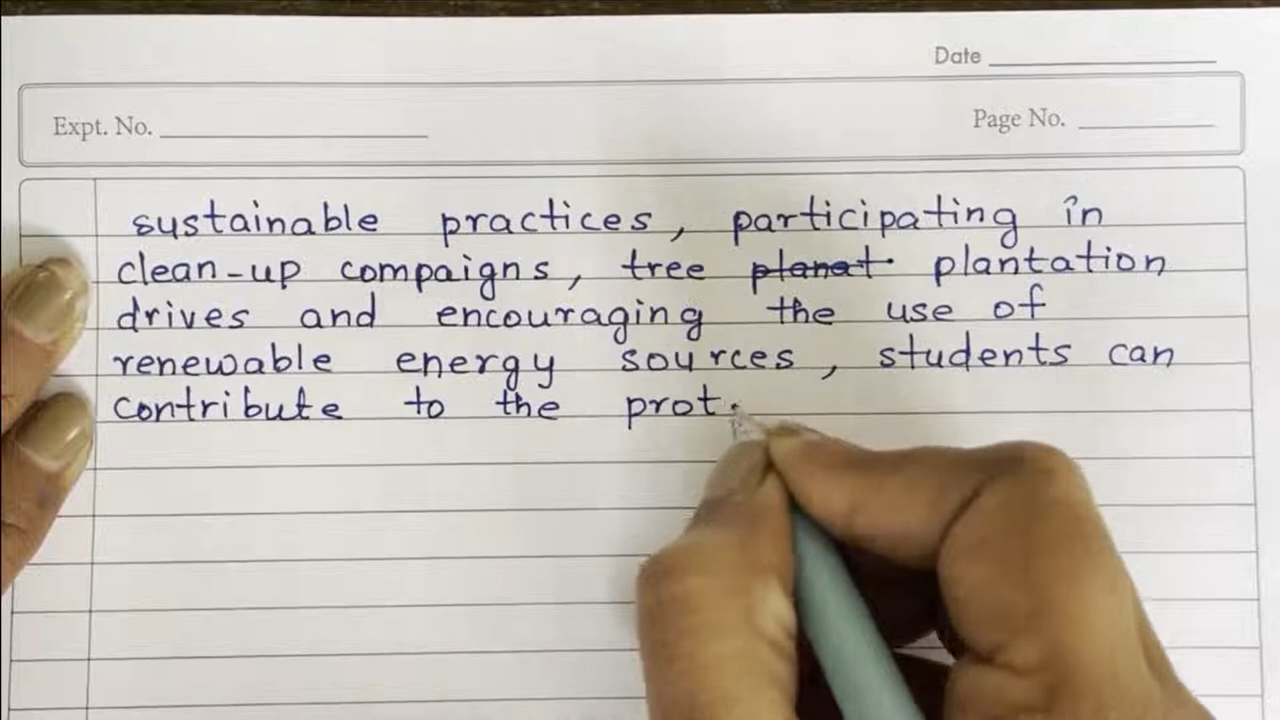 Date
Expt. No.
Page No.
sustainable practices, participating in
clean-up compaigns, tree planat plantation
drives and encouraging the use of
renewable energy sources, students can
contribute to the prot